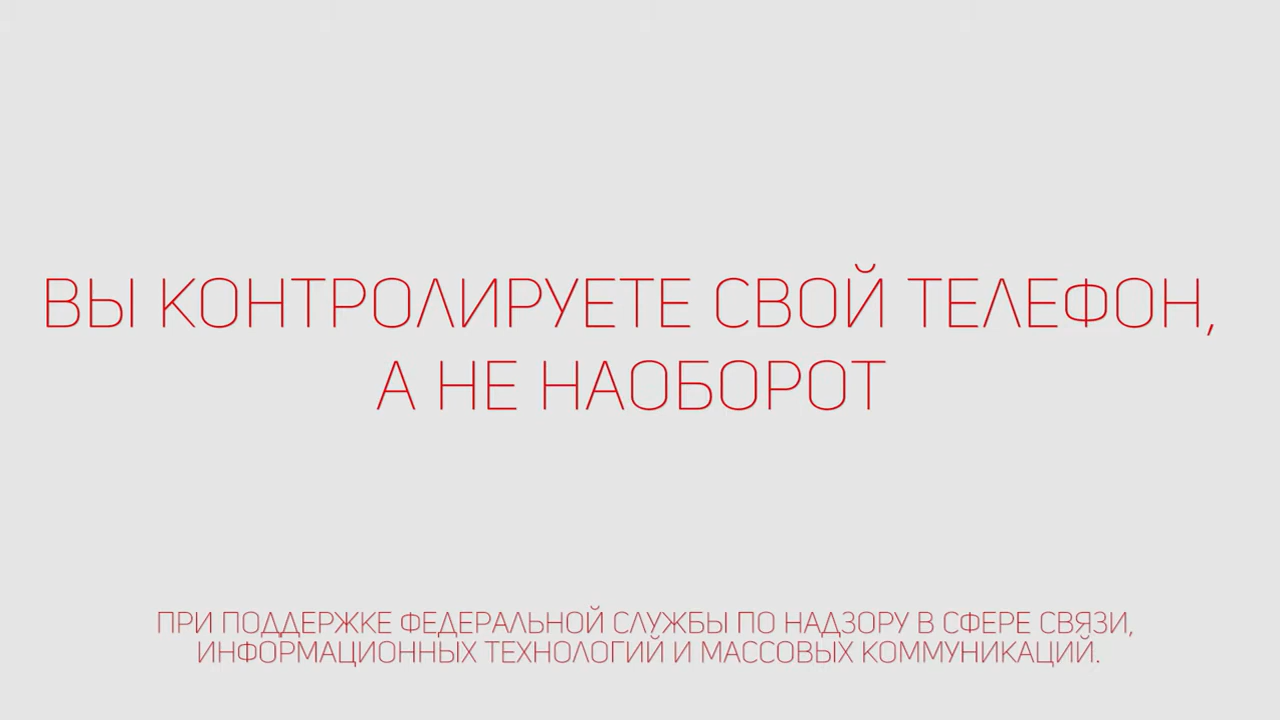 ВЫ КОНТРОЛИРУЕТЕ СВОЙ ТЕЛЕФОН,
А НЕ НАОБОРОТ
ПРИ ПОДДЕРЖКЕ ФЕДЕРАЛЬНОЙ СЛУЖБЫ ПО НАДЗОРУ В СФЕРЕ СВЯЗИ,
ИНФОРМАЦИОННЫХ ТЕХНОЛОГИЙ И МАССОВЫХ КОММУНИКАЦИЙ.